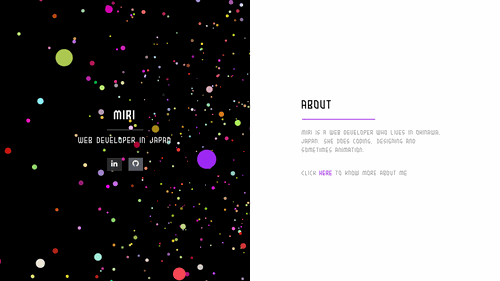 MIRI
WEB DEVELOPER IN JAPAN
in
ABOUT
MIRI IS A WEB DEVELOPER WHO LIVES IN OKINAWA,
JAPAN. SHE DOES CODING, DESIGNING AND
SOMETIMES ANIMATION.
CLICK HERE TO KNOW MORE ABOUT ME